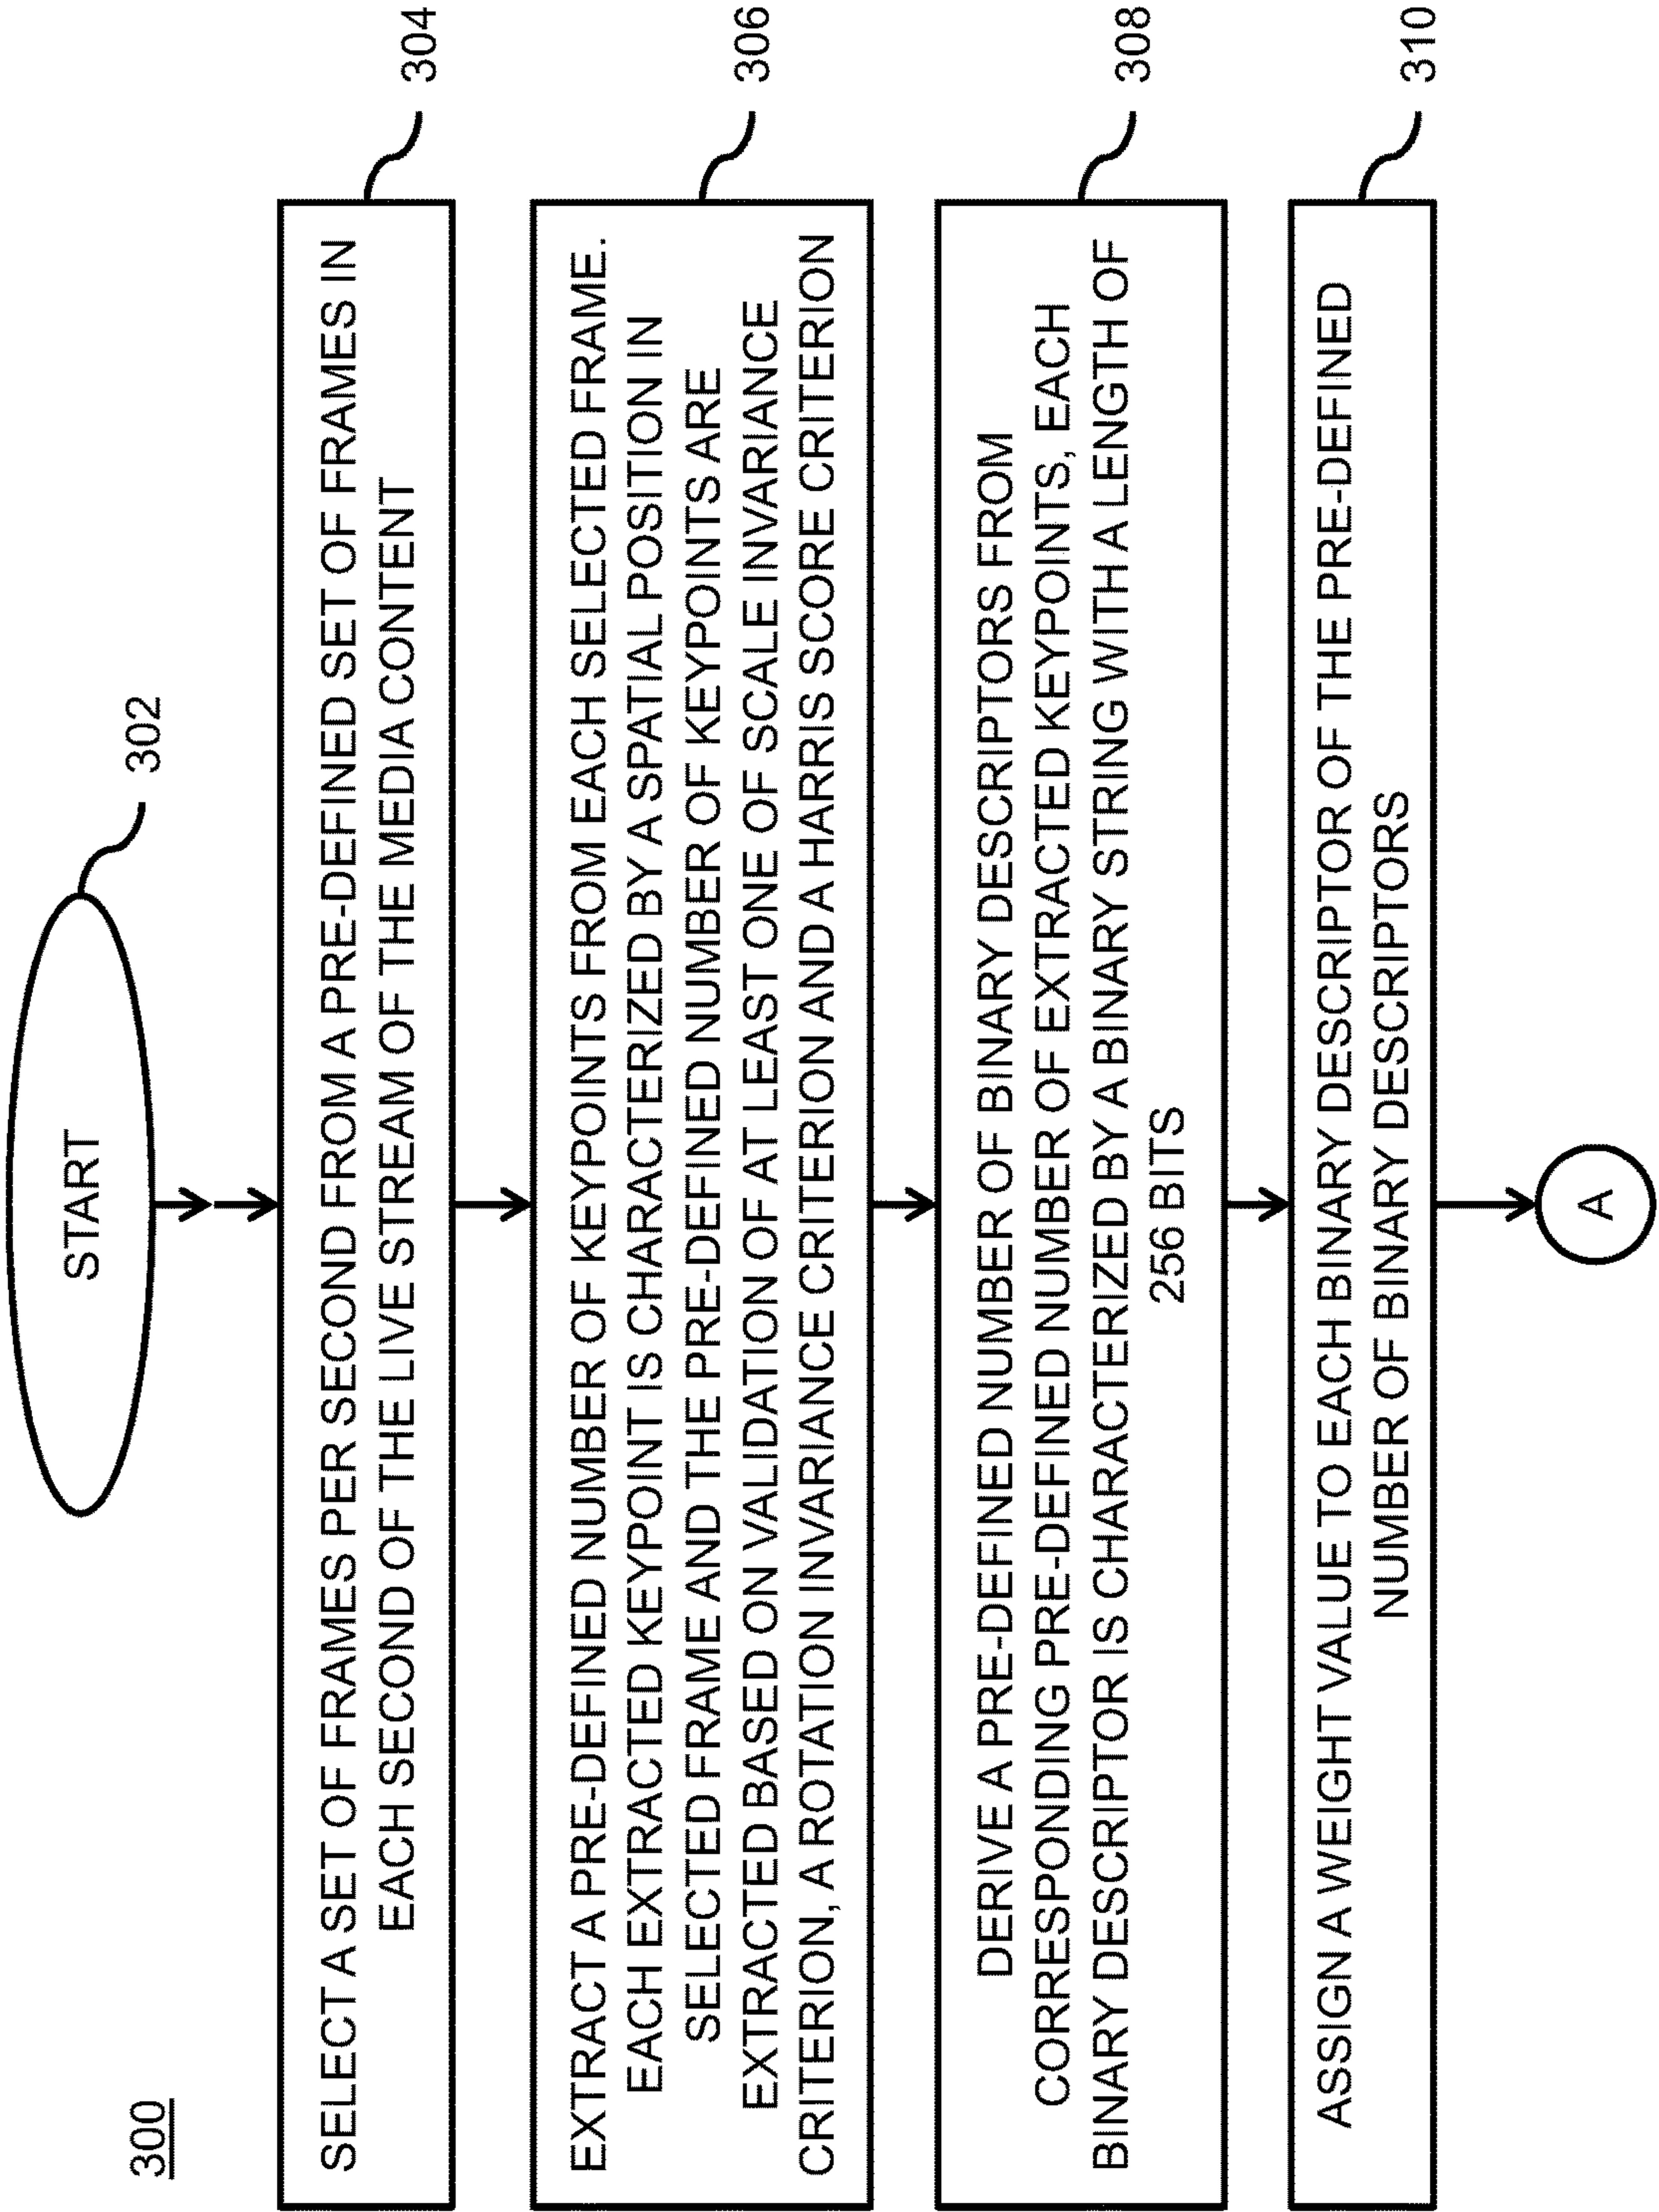 300
START
302
SELECT A SET OF FRAMES PER SECOND FROM A PRE-DEFINED SET OF FRAMES IN
EACH SECOND OF THE LIVE STREAM OF THE MEDIA CONTENT
304
EXTRACT A PRE-DEFINED NUMBER OF KEYPOINTS FROM EACH SELECTED FRAME.
EACH EXTRACTED KEYPOINT IS CHARACTERIZED BY A SPATIAL POSITION IN
SELECTED FRAME AND THE PRE-DEFINED NUMBER OF KEYPOINTS ARE
EXTRACTED BASED ON VALIDATION OF AT LEAST ONE OF SCALE INVARIANCE
CRITERION, A ROTATION INVARIANCE CRITERION AND A HARRIS SCORE CRITERION
306
DERIVE A PRE-DEFINED NUMBER OF BINARY DESCRIPTORS FROM
CORRESPONDING PRE-DEFINED NUMBER OF EXTRACTED KEYPOINTS, EACH
BINARY DESCRIPTOR IS CHARACTERIZED BY A BINARY STRING WITH A LENGTH OF
256 BITS
308
ASSIGN A WEIGHT VALUE TO EACH BINARY DESCRIPTOR OF THE PRE-DEFINED
NUMBER OF BINARY DESCRIPTORS
310
A